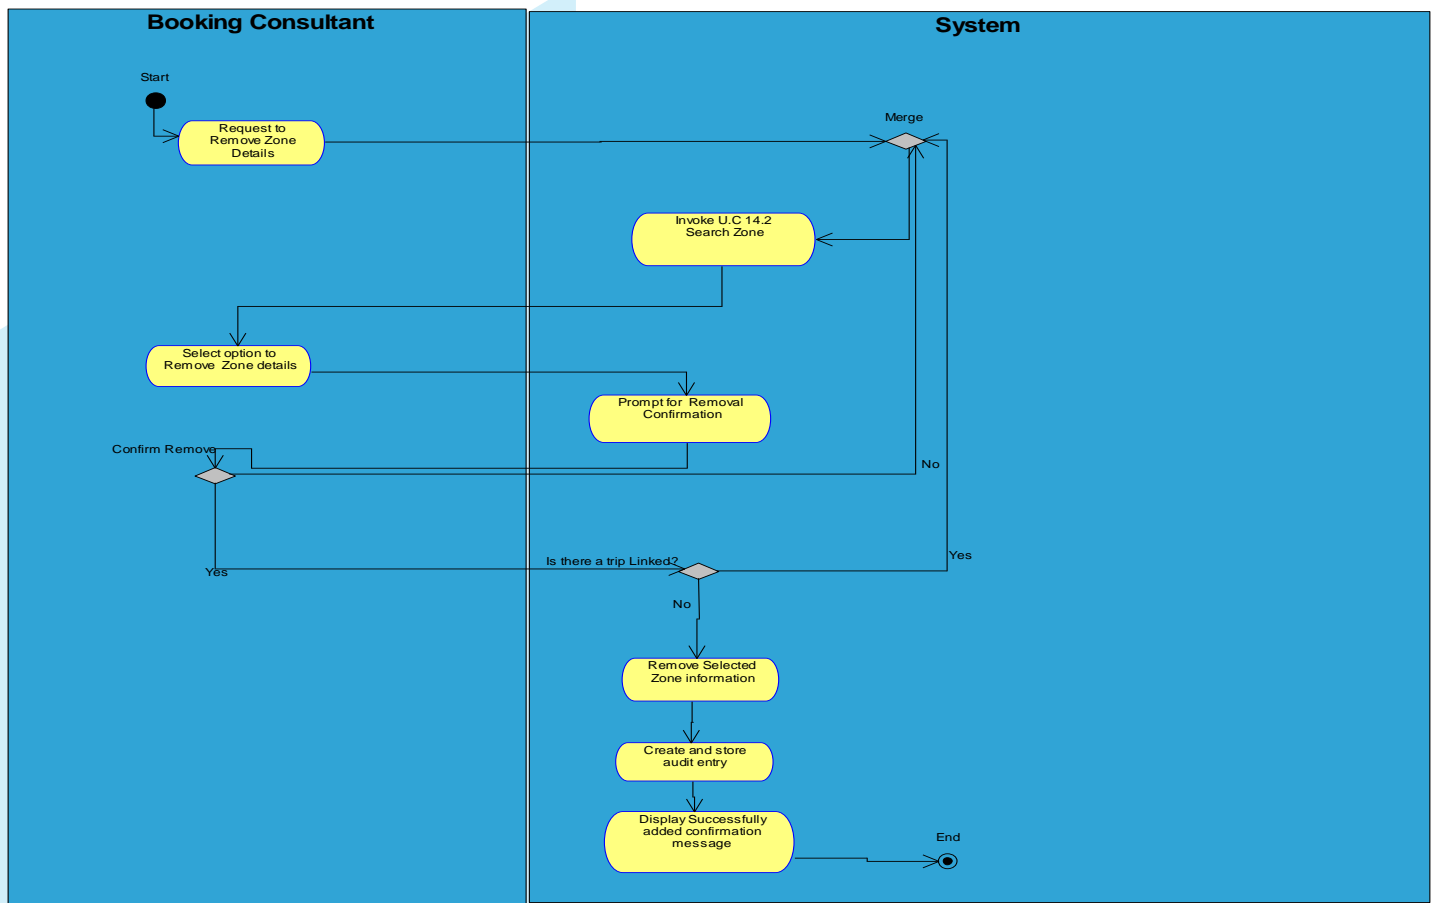 Booking Consultant
System
Start
Request to
Remove Zone
Details
Merge
Invoke U.C 14.2
Search Zone
Select option to
Remove Zone details
Prompt for Removal
Confirmation
Confirm Remove
No
Yes
Is there a trip Linked?
Yes
No
Remove Selected
Zone information
Create and store
audit entry
Display Successfully
added confirmation
message
End